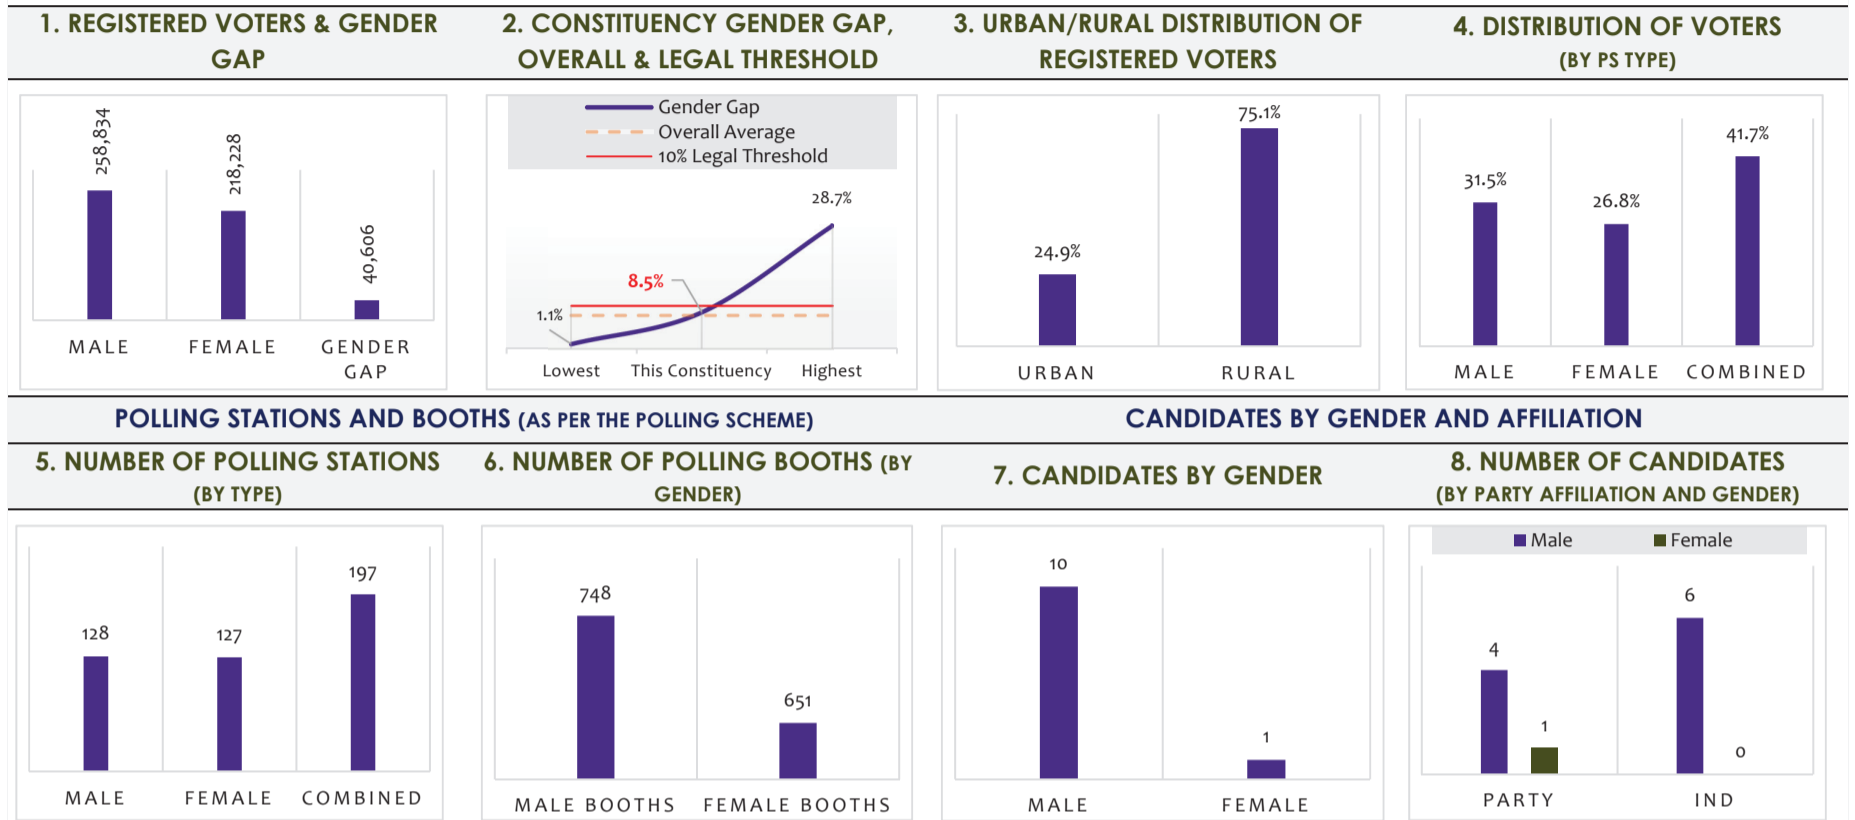 1. REGISTERED VOTERS & GENDER
GAP
2. CONSTITUENCY GENDER GAP,
OVERALL & LEGAL THRESHOLD
3. URBAN/RURAL DISTRIBUTION OF
REGISTERED VOTERS
4. DISTRIBUTION OF VOTERS
(BY PS TYPE)
258,834
218,228
40,606
MALE
FEMALE
GENDER
GAP
Gender Gap
Overall Average
10% Legal Threshold
28.7%
8.5%
1.1%
Lowest
This Constituency
Highest
75.1%
24.9%
URBAN
RURAL
41.7%
31.5%
26.8%
MALE
FEMALE
COMBINED
POLLING STATIONS AND BOOTHS (AS PER THE POLLING SCHEME)
CANDIDATES BY GENDER AND AFFILIATION
5. NUMBER OF POLLING STATIONS
(BY TYPE)
6. NUMBER OF POLLING BOOTHS (BY
GENDER)
7. CANDIDATES BY GENDER
8. NUMBER OF CANDIDATES
(BY PARTY AFFILIATION AND GENDER)
197
128
127
MALE
FEMALE
COMBINED
748
651
MALE BOOTHS
FEMALE BOOTHS
10
1
MALE
FEMALE
Male
Female
6
4
1
0
PARTY
IND